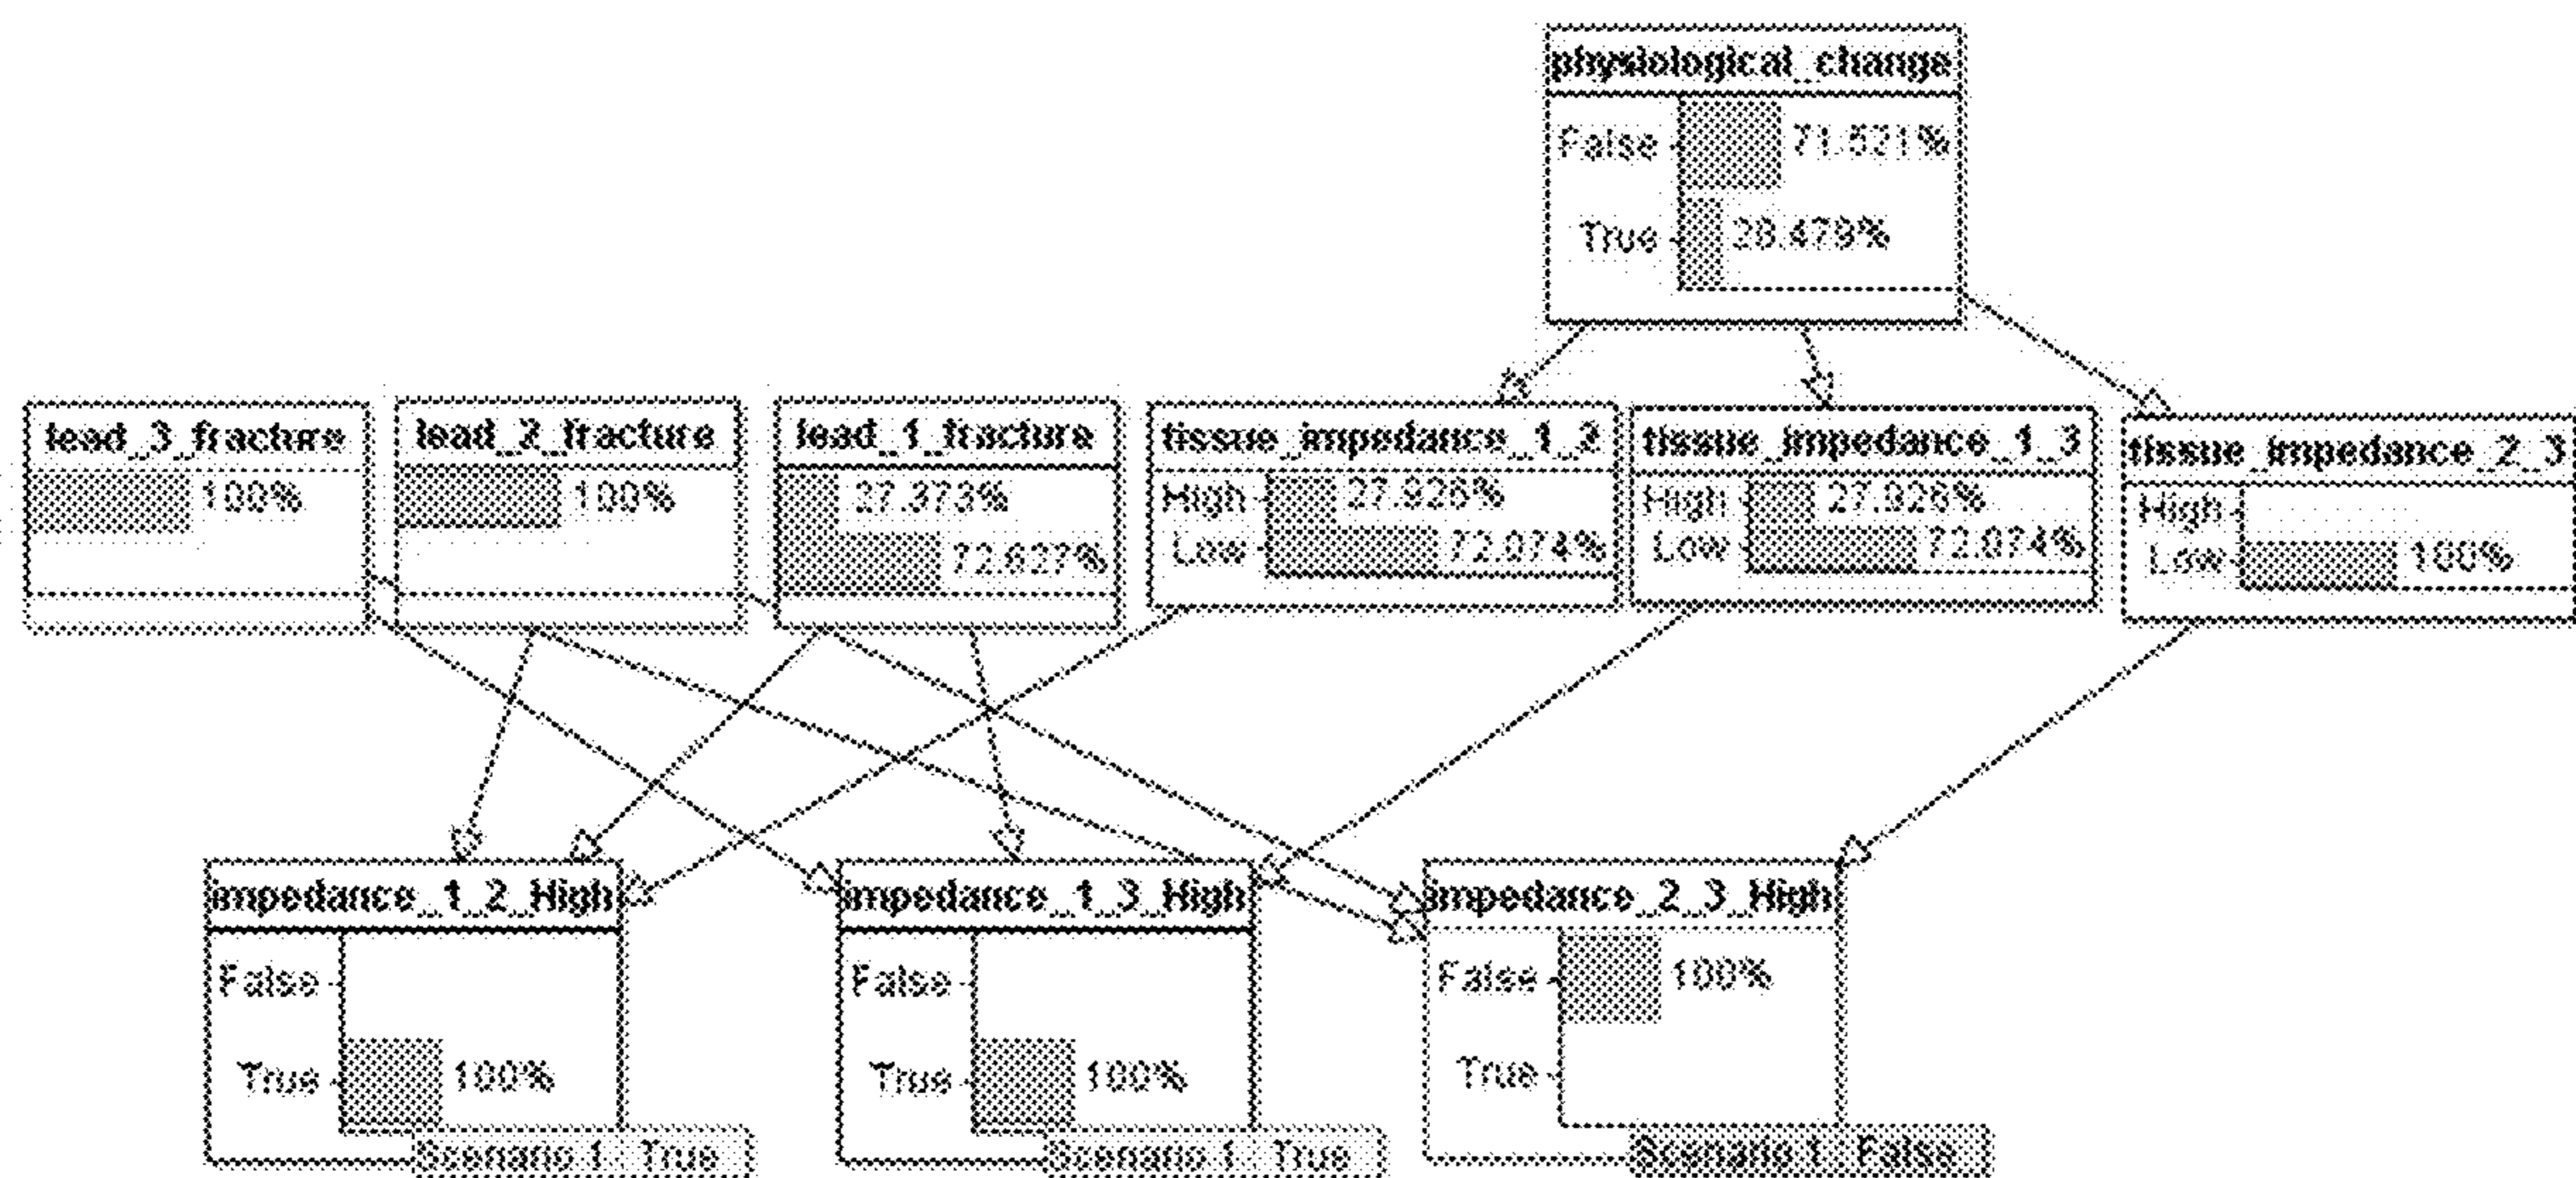 physiological_change
False 71.521%
True 28.479%
lead_3_fracture
100%
lead_2_fracture
100%
lead_1_fracture
27.373%
72.627%
tissue_impedance_1_2
High 27.926%
Low 72.074%
tissue_impedance_1_3
High 27.926%
Low 72.074%
tissue_impedance_2_3
High
Low 100%
impedance_1_2_High
False
True 100%
Scenario 1 : True
impedance_1_3_High
False
True 100%
Scenario 1 : True
impedance_2_3_High
False 100%
True
Scenario 1 : False